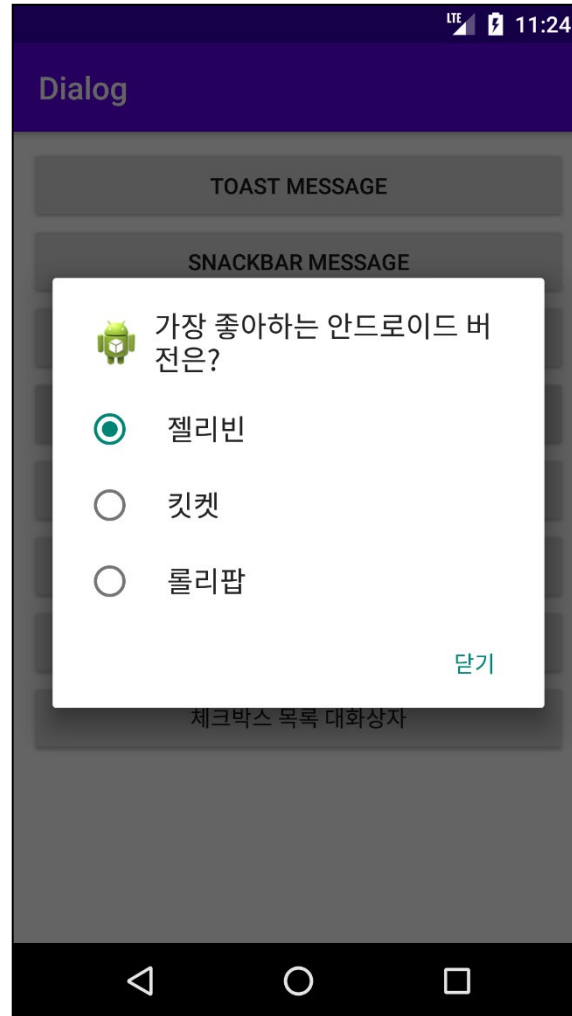 LTE 11:24
Dialog
TOAST MESSAGE
SNACKBAR MESSAGE
가장 좋아하는 안드로이드 버
전은?
젤리빈
킷켓
롤리팝
닫기
체크박스 목록 대화상자